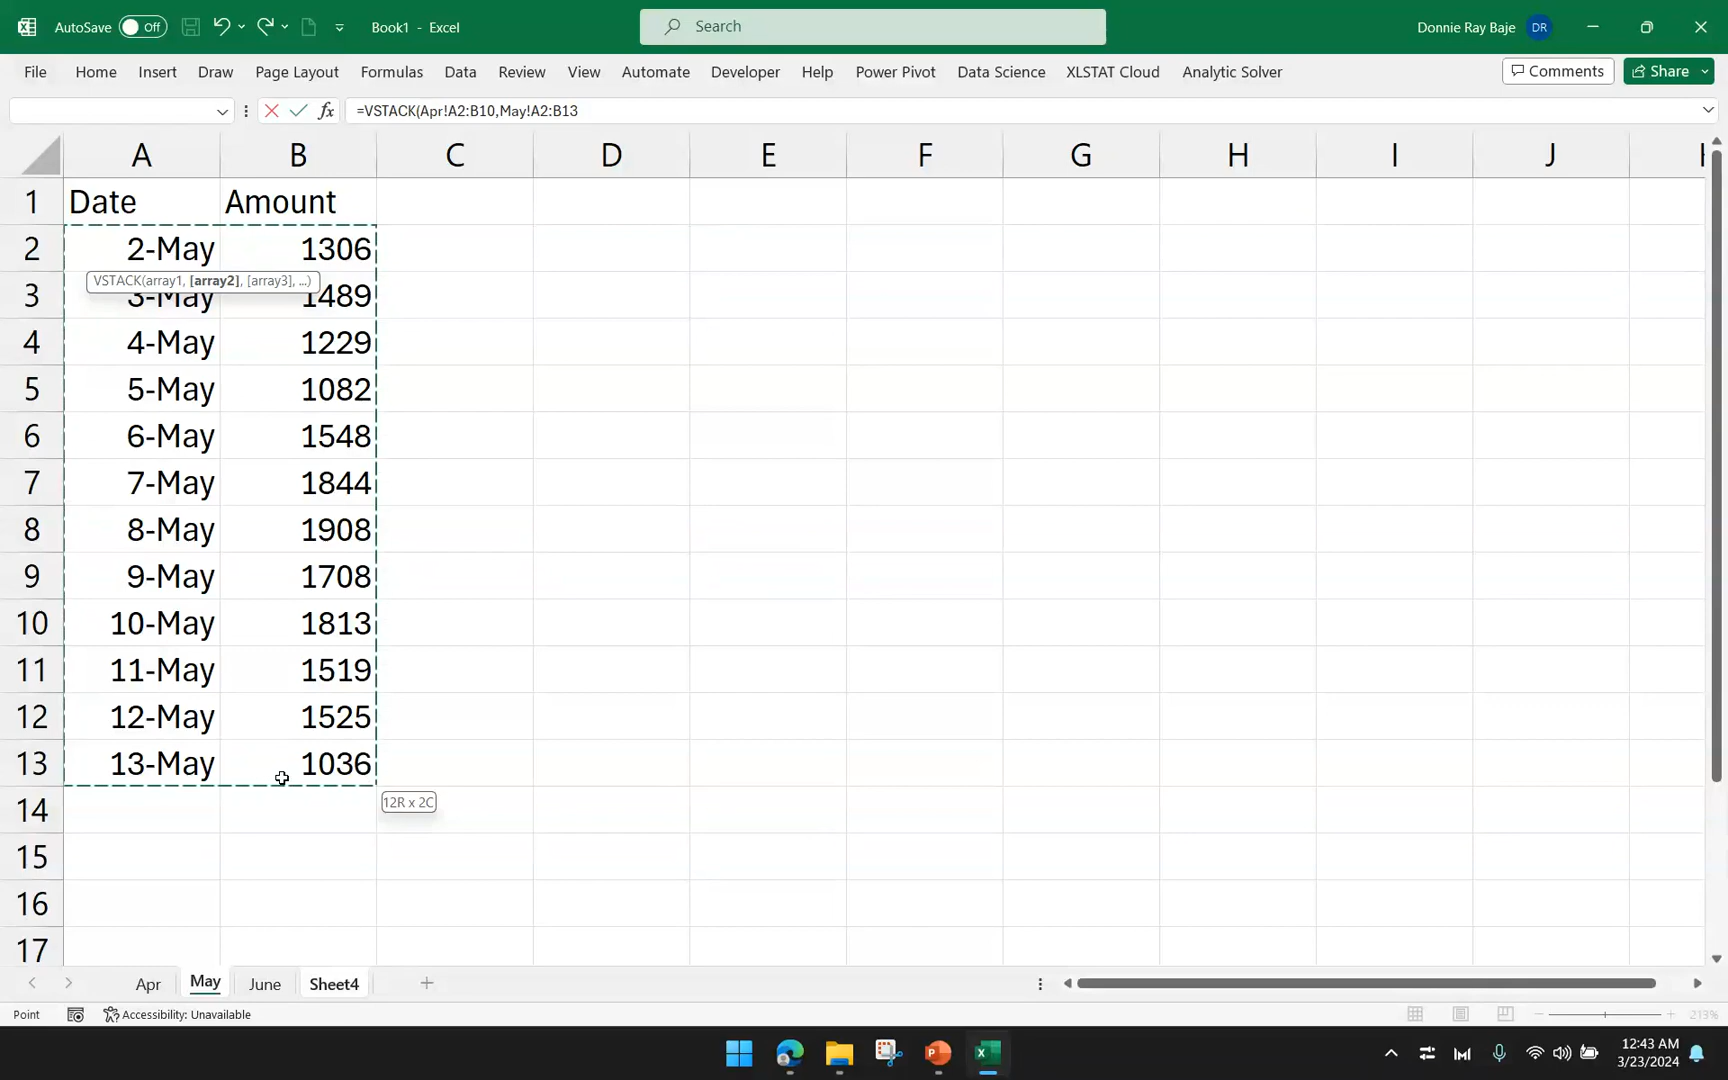 AutoSave Off Book1 - Excel Search Donnie Ray Baje DR
File Home Insert Draw Page Layout Formulas Data Review View Automate Developer Help Power Pivot Data Science XLSTAT Cloud Analytic Solver Comments Share
fx =VSTACK(Apr!A2:B10,May!A2:B13
A B C D E F G H I J
1 Date Amount
2 2-May 1306
VSTACK(array1, [array2], [array3], ...)
3 3-May 1489
4 4-May 1229
5 5-May 1082
6 6-May 1548
7 7-May 1844
8 8-May 1908
9 9-May 1708
10 10-May 1813
11 11-May 1519
12 12-May 1525
13 13-May 1036
12R x 2C
14
15
16
17
Apr May June Sheet4
Point Accessibility: Unavailable 213%
12:43 AM
3/23/2024